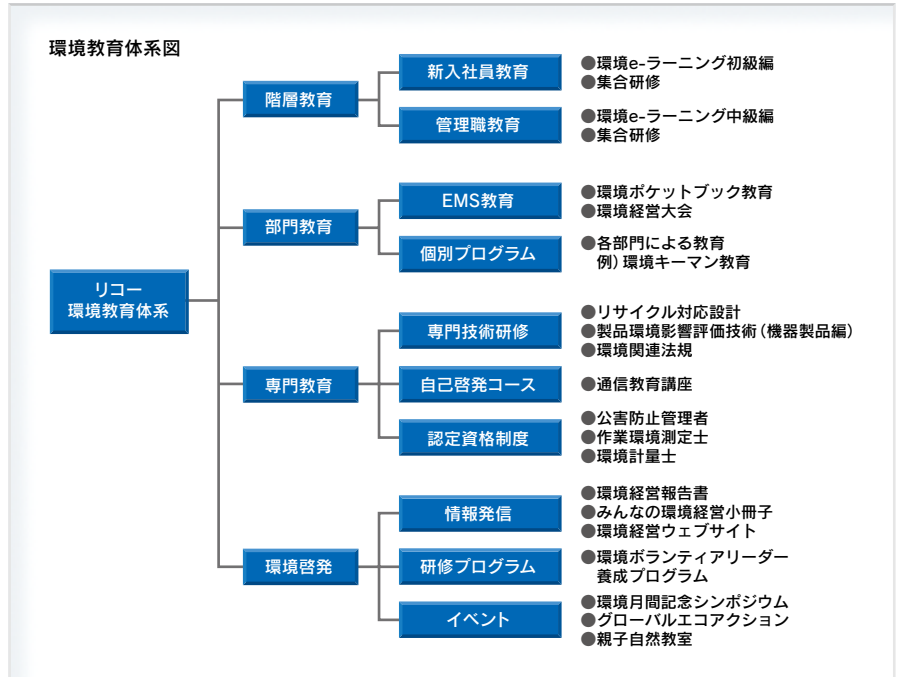 環境教育体系図
リコー
環境教育体系
階層教育
新入社員教育
●環境e-ラーニング初級編
●集合研修
管理職教育
●環境e-ラーニング中級編
●集合研修
部門教育
EMS教育
●環境ポケットブック教育
●環境経営大会
個別プログラム
●各部門による教育
例）環境キーマン教育
専門教育
専門技術研修
●リサイクル対応設計
●製品環境影響評価技術（機器製品編）
●環境関連法規
自己啓発コース
●通信教育講座
認定資格制度
●公害防止管理者
●作業環境測定士
●環境計量士
環境啓発
情報発信
●環境経営報告書
●みんなの環境経営小冊子
●環境経営ウェブサイト
研修プログラム
●環境ボランティアリーダー
養成プログラム
イベント
●環境月間記念シンポジウム
●グローバルエコアクション
●親子自然教室